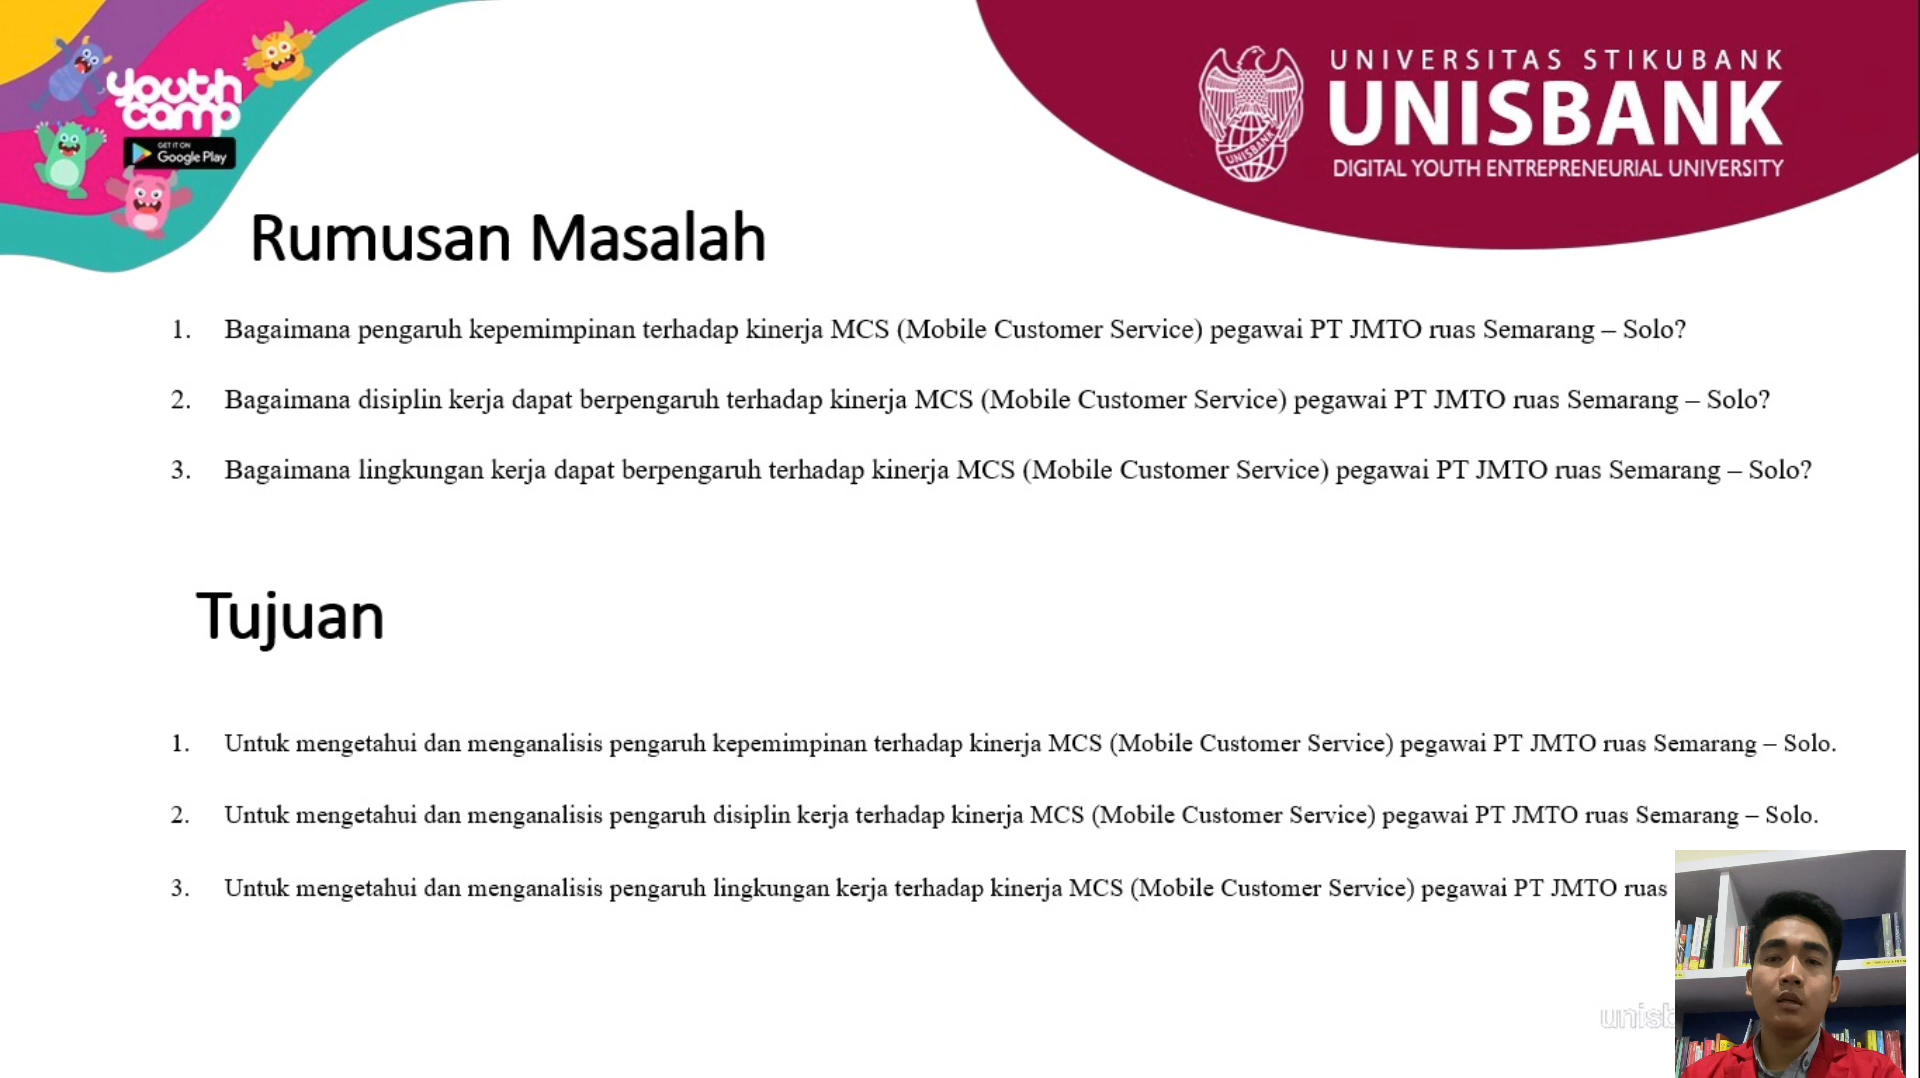 youth
camp
GET IT ON
Google Play
UNIVERSITAS STIKUBANK
UNISBANK
DIGITAL YOUTH ENTREPRENEURIAL UNIVERSITY
UNISBANK
Rumusan Masalah
1. Bagaimana pengaruh kepemimpinan terhadap kinerja MCS (Mobile Customer Service) pegawai PT JMTO ruas Semarang – Solo?
2. Bagaimana disiplin kerja dapat berpengaruh terhadap kinerja MCS (Mobile Customer Service) pegawai PT JMTO ruas Semarang – Solo?
3. Bagaimana lingkungan kerja dapat berpengaruh terhadap kinerja MCS (Mobile Customer Service) pegawai PT JMTO ruas Semarang – Solo?
Tujuan
1. Untuk mengetahui dan menganalisis pengaruh kepemimpinan terhadap kinerja MCS (Mobile Customer Service) pegawai PT JMTO ruas Semarang – Solo.
2. Untuk mengetahui dan menganalisis pengaruh disiplin kerja terhadap kinerja MCS (Mobile Customer Service) pegawai PT JMTO ruas Semarang – Solo.
3. Untuk mengetahui dan menganalisis pengaruh lingkungan kerja terhadap kinerja MCS (Mobile Customer Service) pegawai PT JMTO ruas